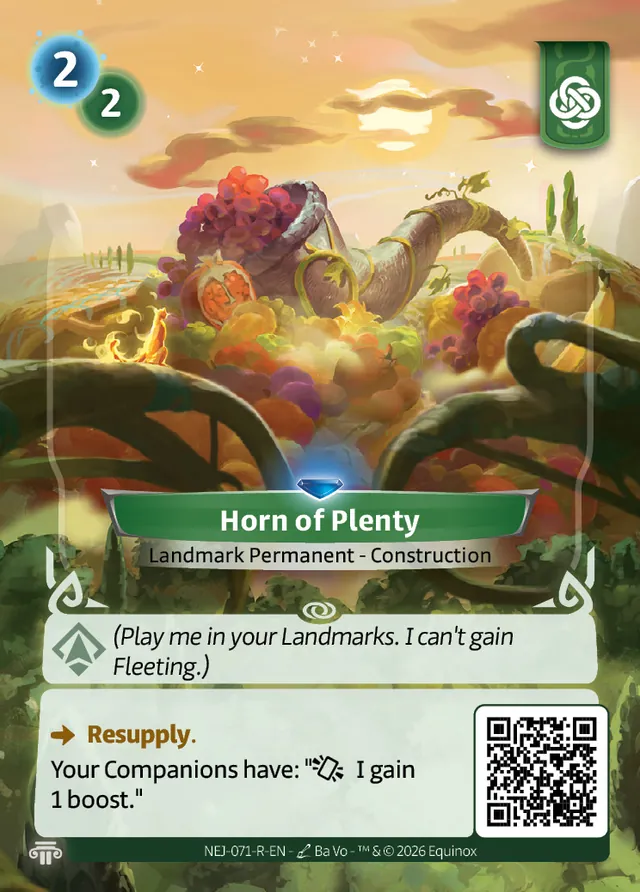 2
2
Horn of Plenty
Landmark Permanent - Construction
(Play me in your Landmarks. I can't gain
Fleeting.)
Resupply.
Your Companions have: " I gain
1 boost."
NEJ-071-R-EN - Ba Vo - ™ & © 2026 Equinox